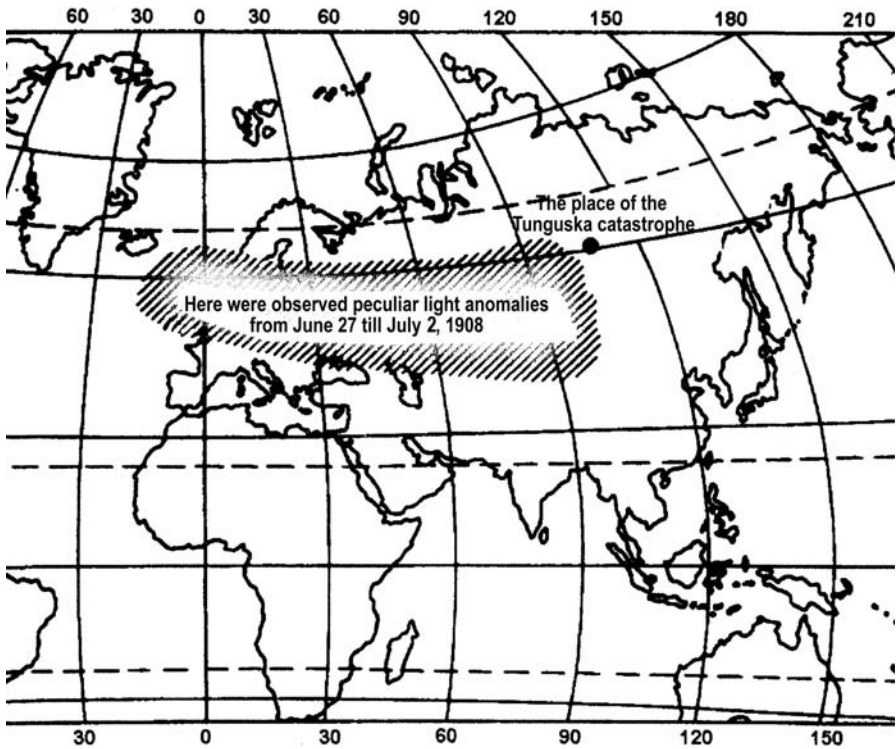 60 30 0 30 60 90 120 150 180 210
The place of the
Tunguska catastrophe
Here were observed peculiar light anomalies
from June 27 till July 2, 1908
30 0 30 60 90 120 150